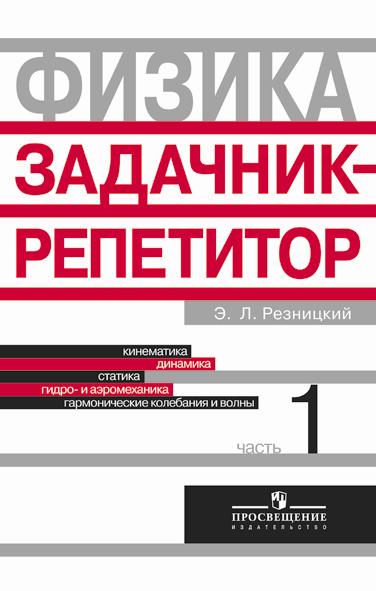 ФИЗИКА
ЗАДАЧНИК-
РЕПЕТИТОР
Э. Л. Резницкий
кинематика
динамика
статика
гидро- и аэромеханика
гармонические колебания и волны
часть 1
ПРОСВЕЩЕНИЕ
ИЗДАТЕЛЬСТВО